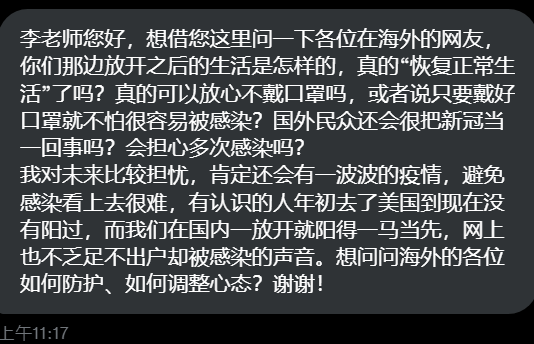 李老师您好，想借您这里问一下各位在海外的网友，
你们那边放开之后的生活是怎样的，真的“恢复正常生
活”了吗？真的可以放心不戴口罩吗，或者说只要戴好
口罩就不怕很容易被感染？国外民众还会很把新冠当
一回事吗？会担心多次感染吗？
我对未来比较担忧，肯定还会有一波波的疫情，避免
感染看上去很难，有认识的人年初去了美国到现在没
有阳过，而我们在国内一放开就阳得一马当先，网上
也不乏足不出户却被感染的声音。想问问海外的各位
如何防护、如何调整心态？谢谢！
上午11:17